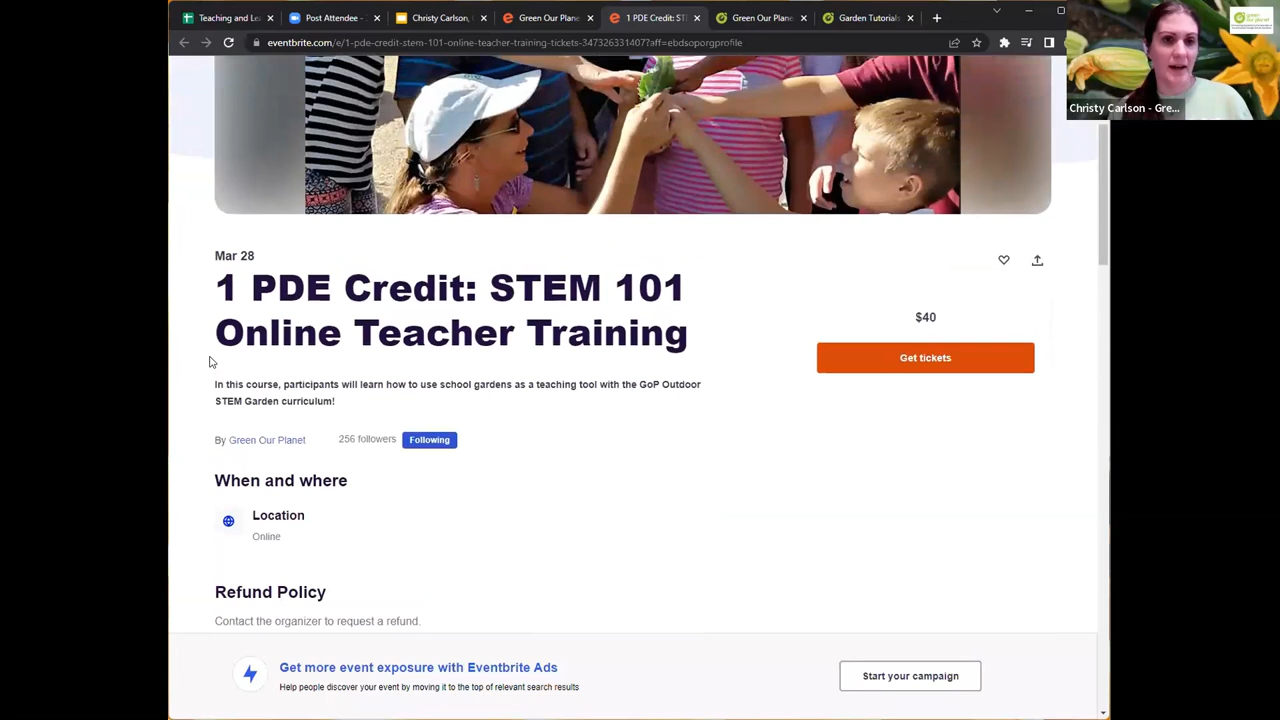 Teaching and Le
Post Attendee -
Christy Carlson,
Green Our Plane
1 PDE Credit: ST
Green Our Plane
Garden Tutorials
eventbrite.com/e/1-pde-credit-stem-101-online-teacher-training-tickets-347326331407?aff=ebdsoporgprofile
green our planet
Christy Carlson - Gre...
Mar 28
1 PDE Credit: STEM 101
Online Teacher Training
$40
Get tickets
In this course, participants will learn how to use school gardens as a teaching tool with the GoP Outdoor
STEM Garden curriculum!
By Green Our Planet
256 followers
Following
When and where
Location
Online
Refund Policy
Contact the organizer to request a refund.
Get more event exposure with Eventbrite Ads
Help people discover your event by moving it to the top of relevant search results
Start your campaign